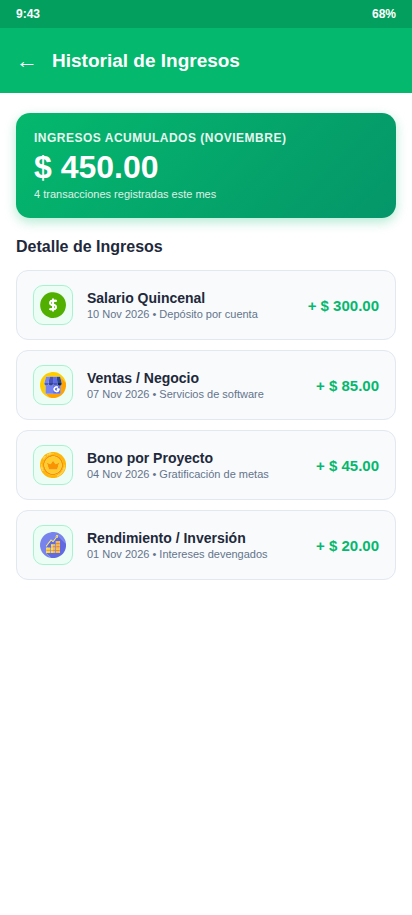 9:43 68%
← Historial de Ingresos
INGRESOS ACUMULADOS (NOVIEMBRE)
$ 450.00
4 transacciones registradas este mes
Detalle de Ingresos
Salario Quincenal
10 Nov 2026 • Depósito por cuenta
+ $ 300.00
Ventas / Negocio
07 Nov 2026 • Servicios de software
+ $ 85.00
Bono por Proyecto
04 Nov 2026 • Gratificación de metas
+ $ 45.00
Rendimiento / Inversión
01 Nov 2026 • Intereses devengados
+ $ 20.00